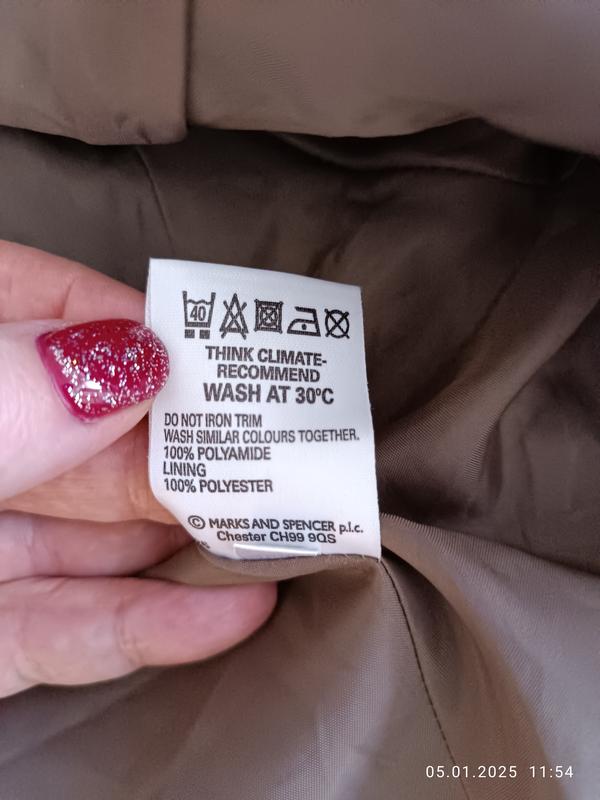 40
THINK CLIMATE-
RECOMMEND
WASH AT 30ºC
DO NOT IRON TRIM
WASH SIMILAR COLOURS TOGETHER.
100% POLYAMIDE
LINING
100% POLYESTER
© MARKS AND SPENCER p.l.c.
Chester CH99 9QS
05.01.2025 11:54